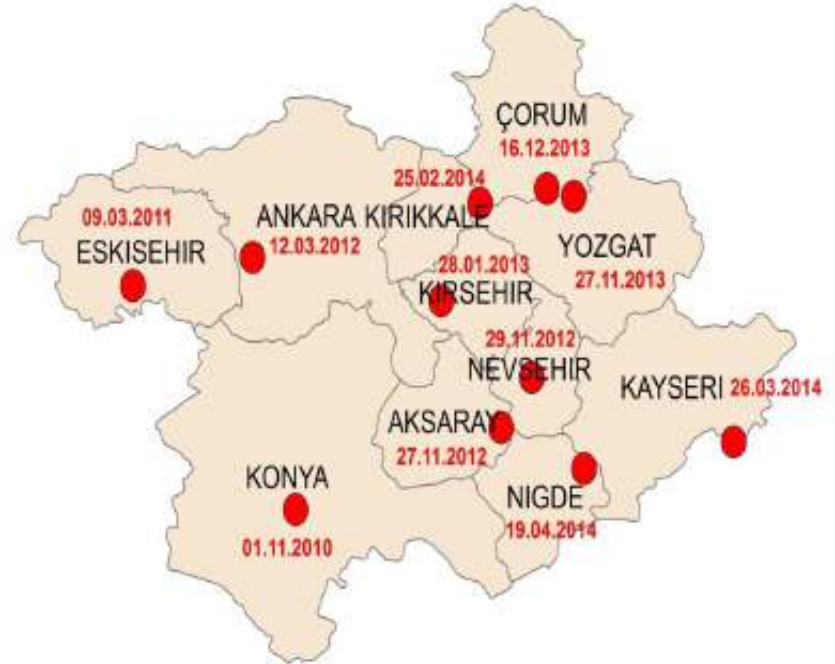 ÇORUM
16.12.2013
25.02.2014
09.03.2011
ANKARA KIRIKKALE
ESKISEHIR
12.03.2012
YOZGAT
27.11.2013
28.01.2013
KIRSEHIR
29.11.2012
NEVSEHIR
KAYSERI 26.03.2014
AKSARAY
27.11.2012
KONYA
NIGDE
19.04.2014
01.11.2010